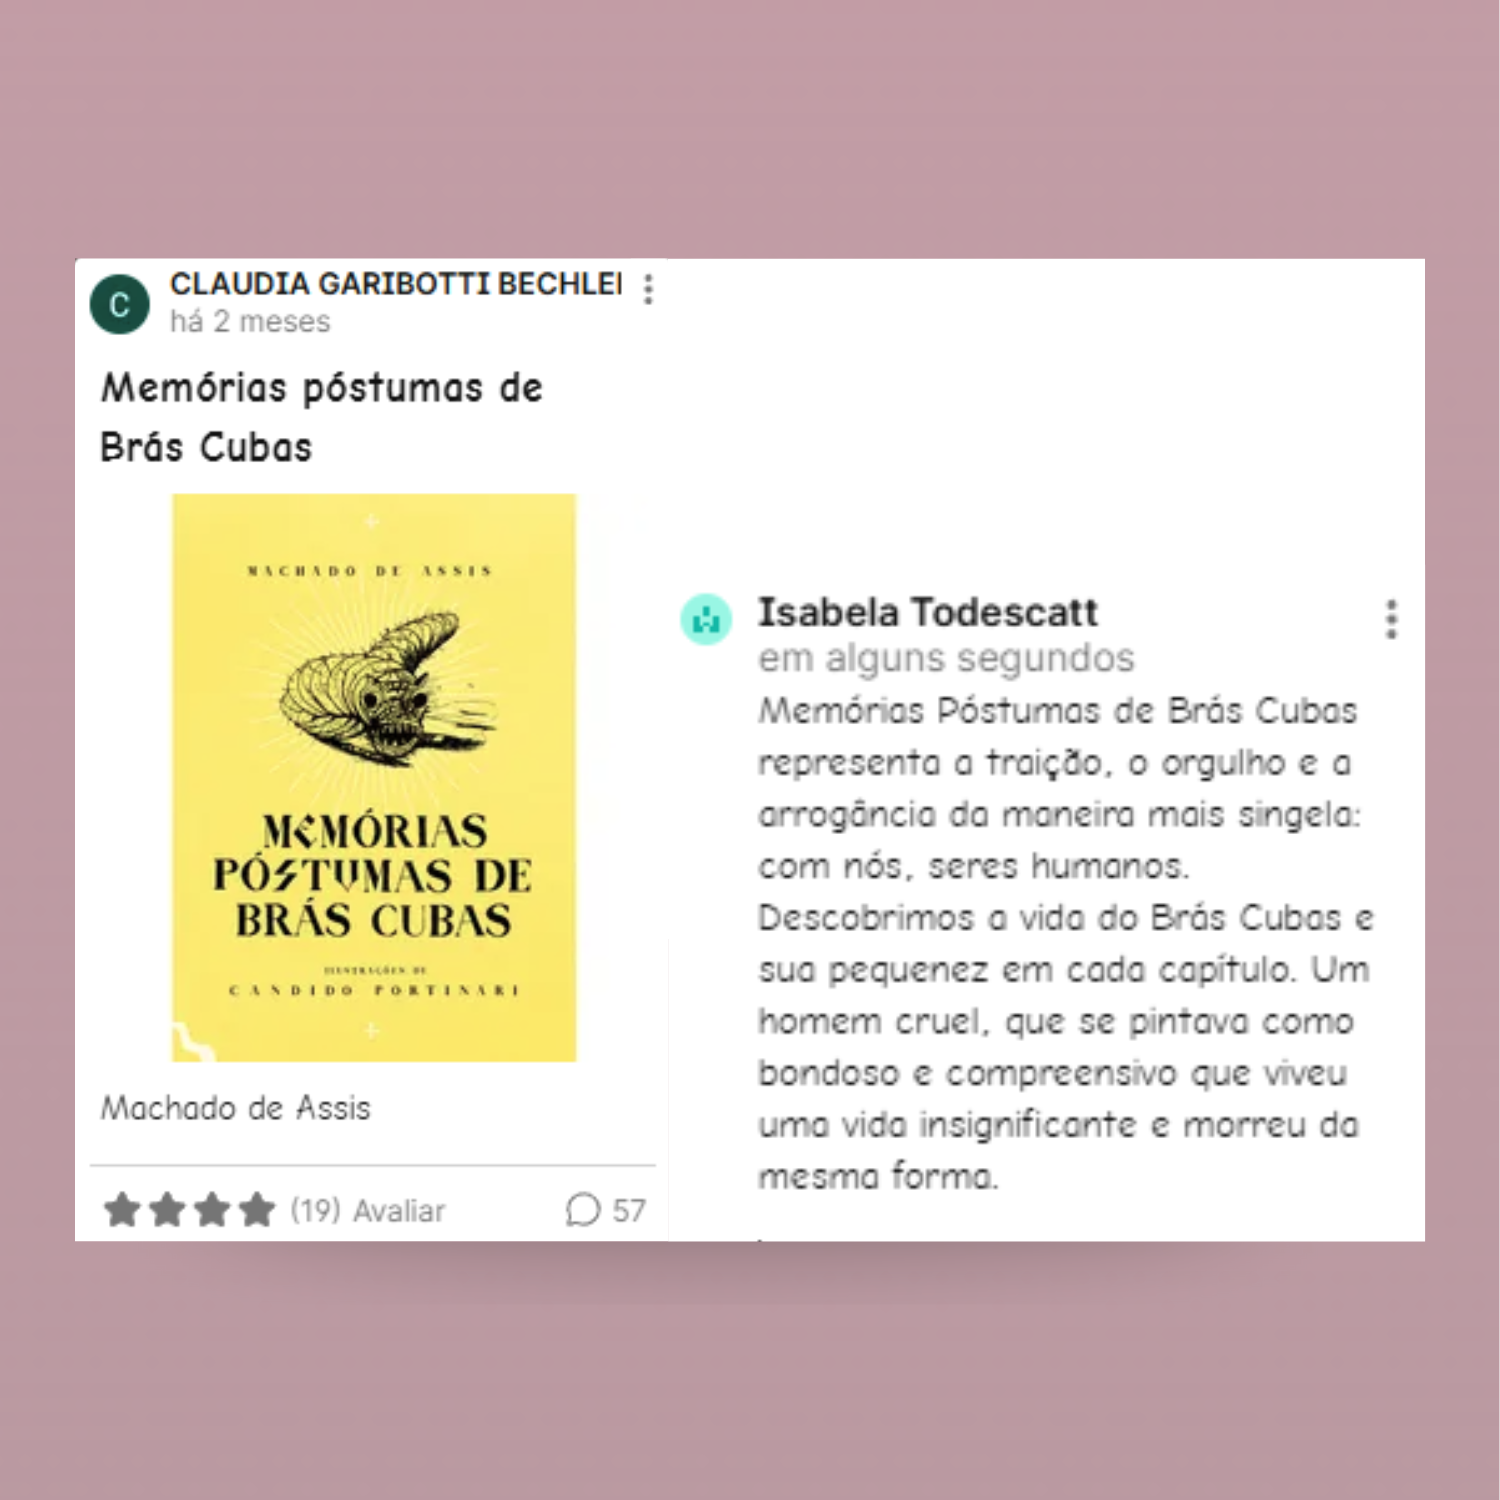 C
CLAUDIA GARIBOTTI BECHLE
há 2 meses
Memórias póstumas de
Brás Cubas
MACHADO DE ASSIS
MEMÓRIAS
PÓSTUMAS DE
BRÁS CUBAS
ILUSTRAÇÕES DE
CANDIDO PORTINARI
Machado de Assis
(19) Avaliar
57
Isabela Todescatt
em alguns segundos
Memórias Póstumas de Brás Cubas
representa a traição, o orgulho e a
arrogância da maneira mais singela:
com nós, seres humanos.
Descobrimos a vida do Brás Cubas e
sua pequenez em cada capítulo. Um
homem cruel, que se pintava como
bondoso e compreensivo que viveu
uma vida insignificante e morreu da
mesma forma.